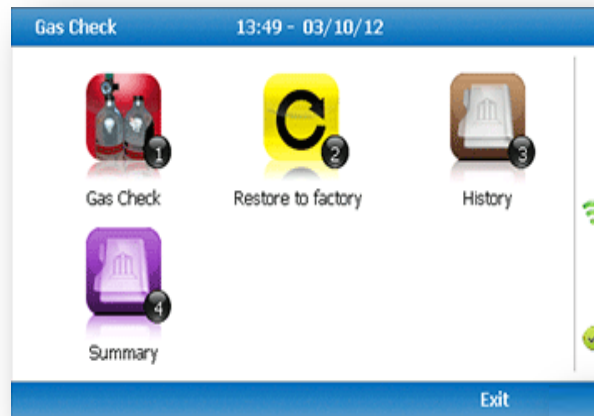 Gas Check 13:49 - 03/10/12
1 2 3
Gas Check Restore to factory History
4
Summary
Exit